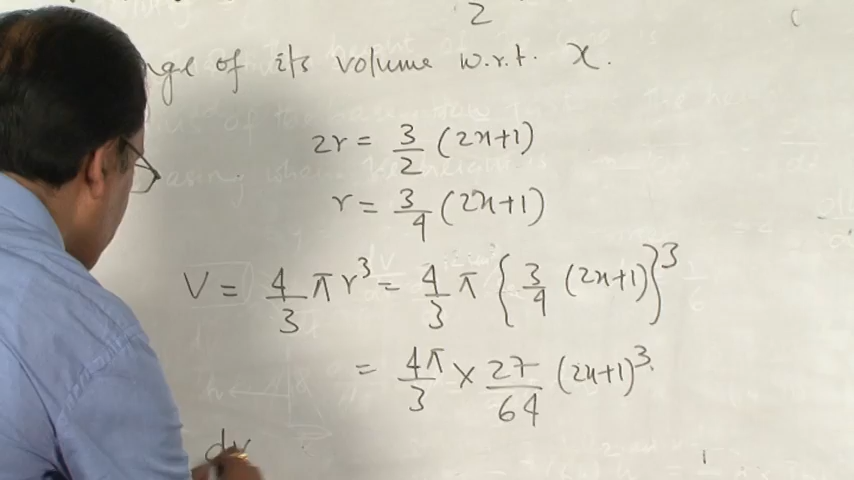 2
nge of its volume w.r.t. x.
2r = 3/2 (2x+1)
r = 3/4 (2x+1)
V = 4/3 πr³ = 4/3 π {3/4 (2x+1)}³
= 4π/3 × 27/64 (2x+1)³.
dv